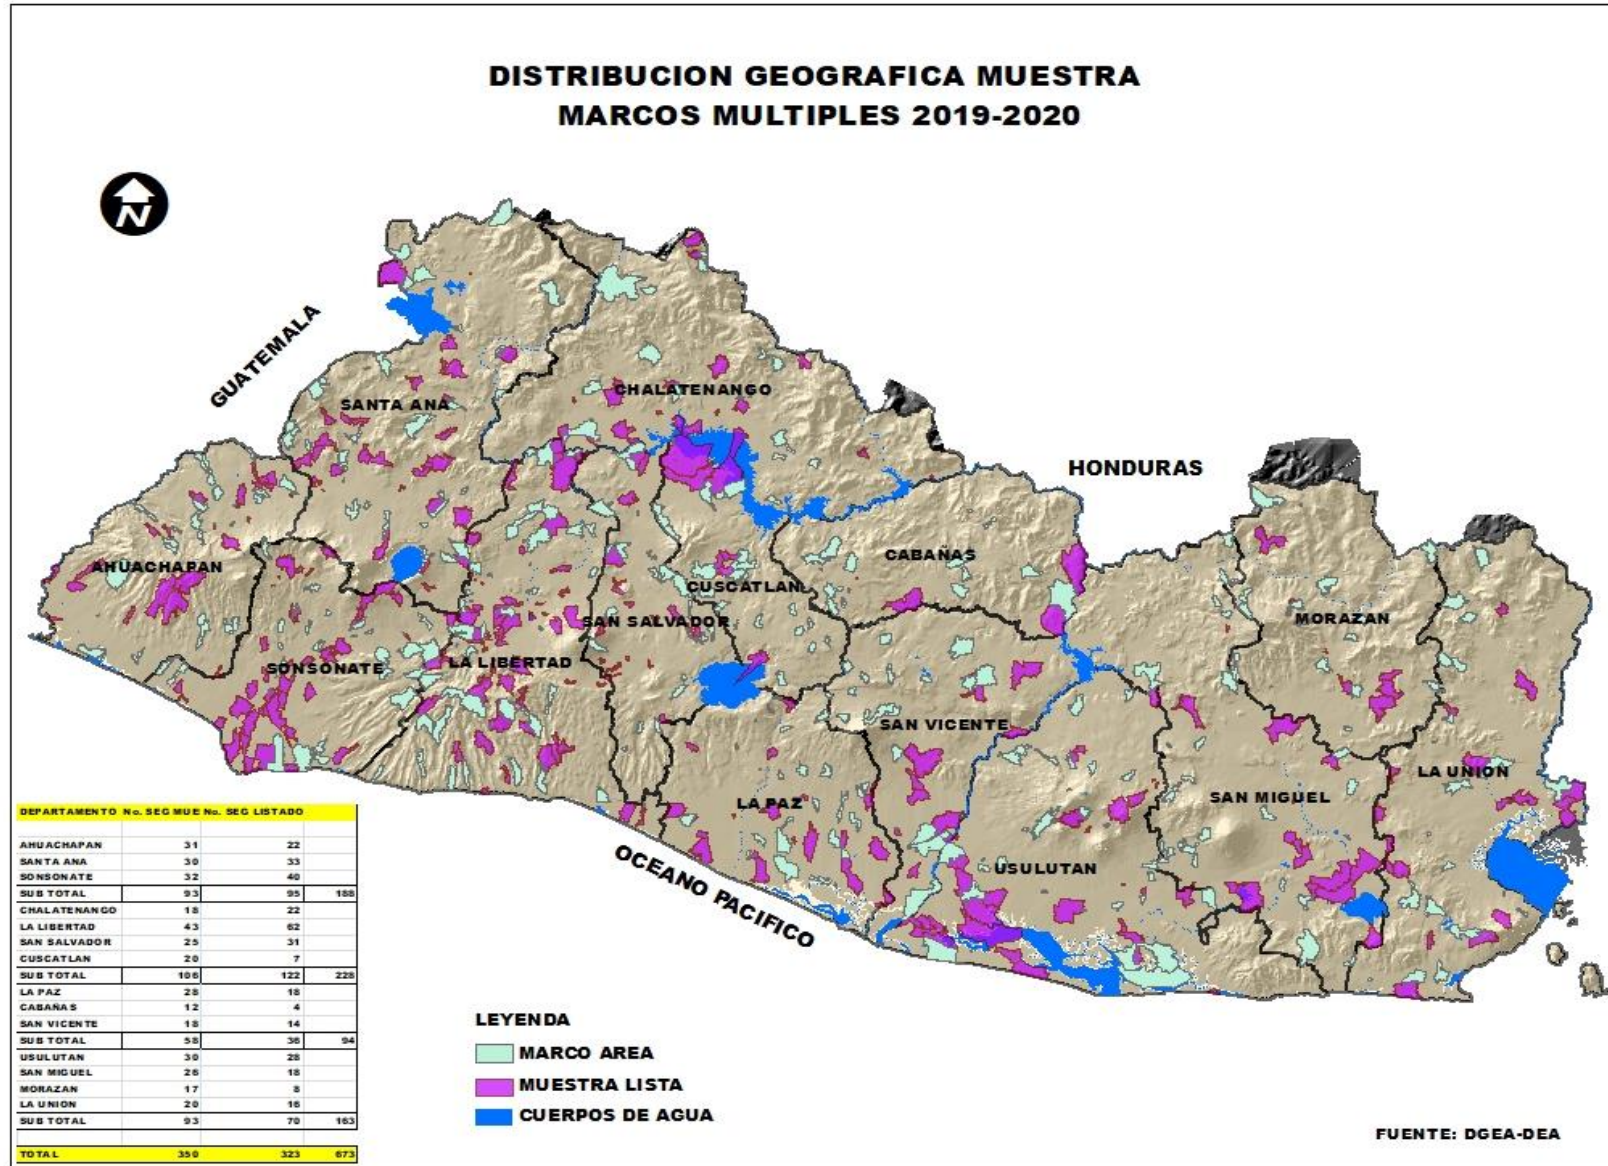 DISTRIBUCION GEOGRAFICA MUESTRA
MARCOS MULTIPLES 2019-2020
N
GUATEMALA
SANTA ANA
CHALATENANGO
HONDURAS
AHUACHAPAN
CUSCATLAN
CABAÑAS
SAN SALVADOR
MORAZAN
SONSONATE
LA LIBERTAD
SAN VICENTE
LA UNION
LA PAZ
SAN MIGUEL
USULUTAN
OCEANO PACIFICO
DEPARTAMENTO No. SEG MUE No. SEG LISTADO
AHUACHAPAN 31 22
SANTA ANA 30 33
SONSONATE 32 40
SUB TOTAL 93 95 188
CHALATENANGO 18 22
LA LIBERTAD 43 62
SAN SALVADOR 25 31
CUSCATLAN 20 7
SUB TOTAL 106 122 228
LA PAZ 28 18
CABAÑAS 12 4
SAN VICENTE 18 14
SUB TOTAL 58 36 94
USULUTAN 30 28
SAN MIGUEL 26 18
MORAZAN 17 8
LA UNION 20 16
SUB TOTAL 93 70 163
TOTAL 350 323 673
LEYENDA
MARCO AREA
MUESTRA LISTA
CUERPOS DE AGUA
FUENTE: DGEA-DEA